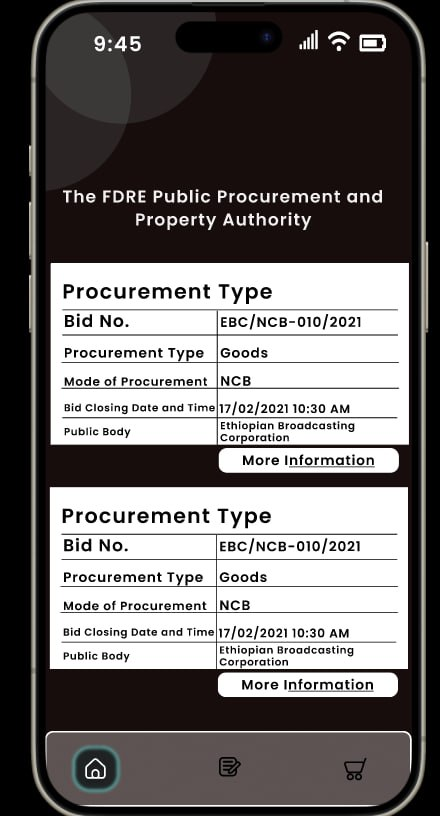 9:45
The FDRE Public Procurement and
Property Authority
Procurement Type
Bid No. EBC/NCB-010/2021
Procurement Type Goods
Mode of Procurement NCB
Bid Closing Date and Time 17/02/2021 10:30 AM
Public Body Ethiopian Broadcasting
Corporation
More Information
Procurement Type
Bid No. EBC/NCB-010/2021
Procurement Type Goods
Mode of Procurement NCB
Bid Closing Date and Time 17/02/2021 10:30 AM
Public Body Ethiopian Broadcasting
Corporation
More Information